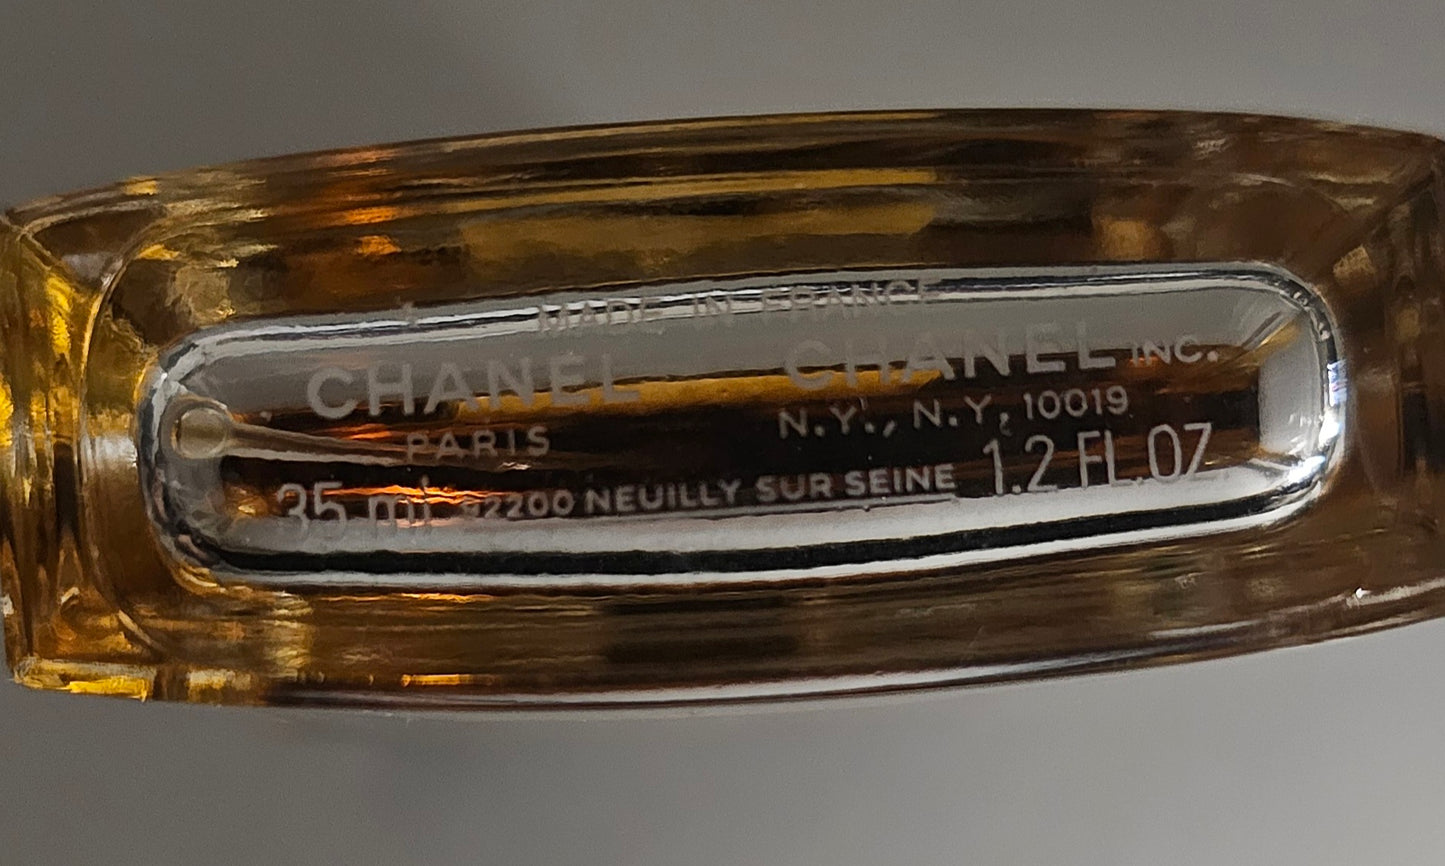 MADE IN FRANCE
CHANEL CHANEL INC.
PARIS N.Y., N.Y. 10019
35 ml 92200 NEUILLY SUR SEINE 1.2 FL.OZ.